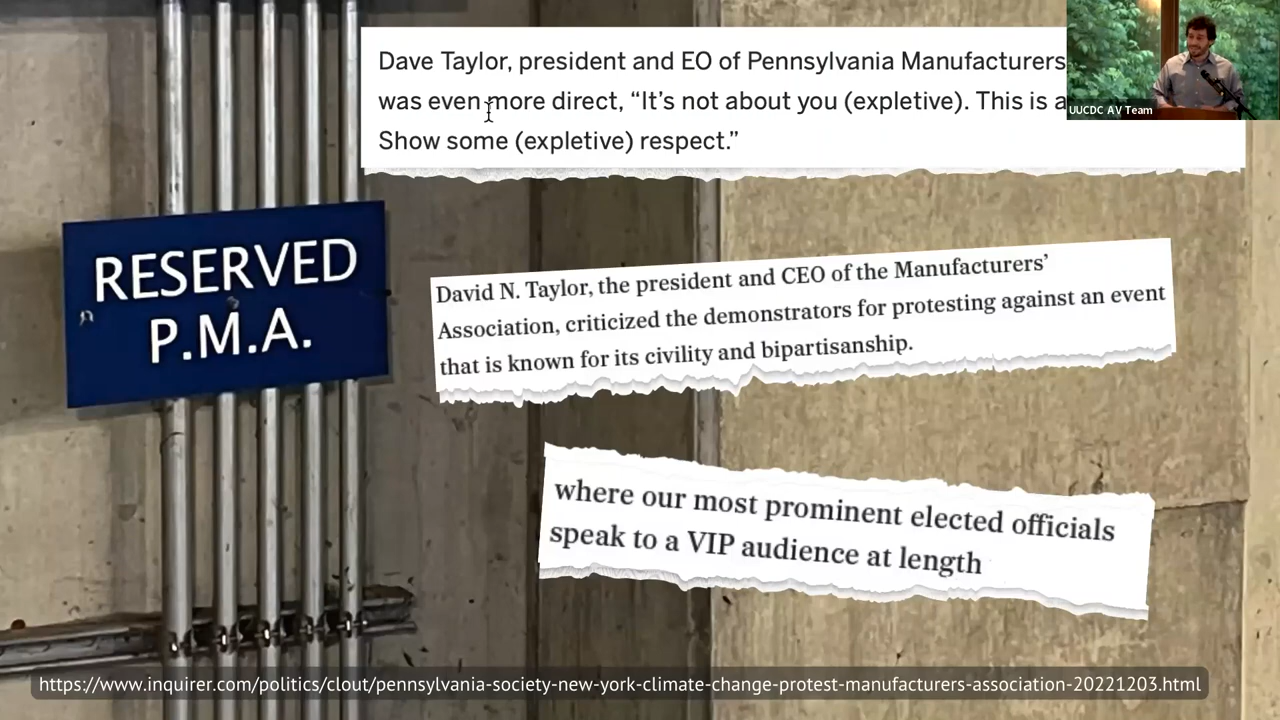 Dave Taylor, president and EO of Pennsylvania Manufacturers
was even more direct, “It’s not about you (expletive). This is a
Show some (expletive) respect.”
UUCDC AV Team
RESERVED
P.M.A.
David N. Taylor, the president and CEO of the Manufacturers’
Association, criticized the demonstrators for protesting against an event
that is known for its civility and bipartisanship.
where our most prominent elected officials
speak to a VIP audience at length
https://www.inquirer.com/politics/clout/pennsylvania-society-new-york-climate-change-protest-manufacturers-association-20221203.html